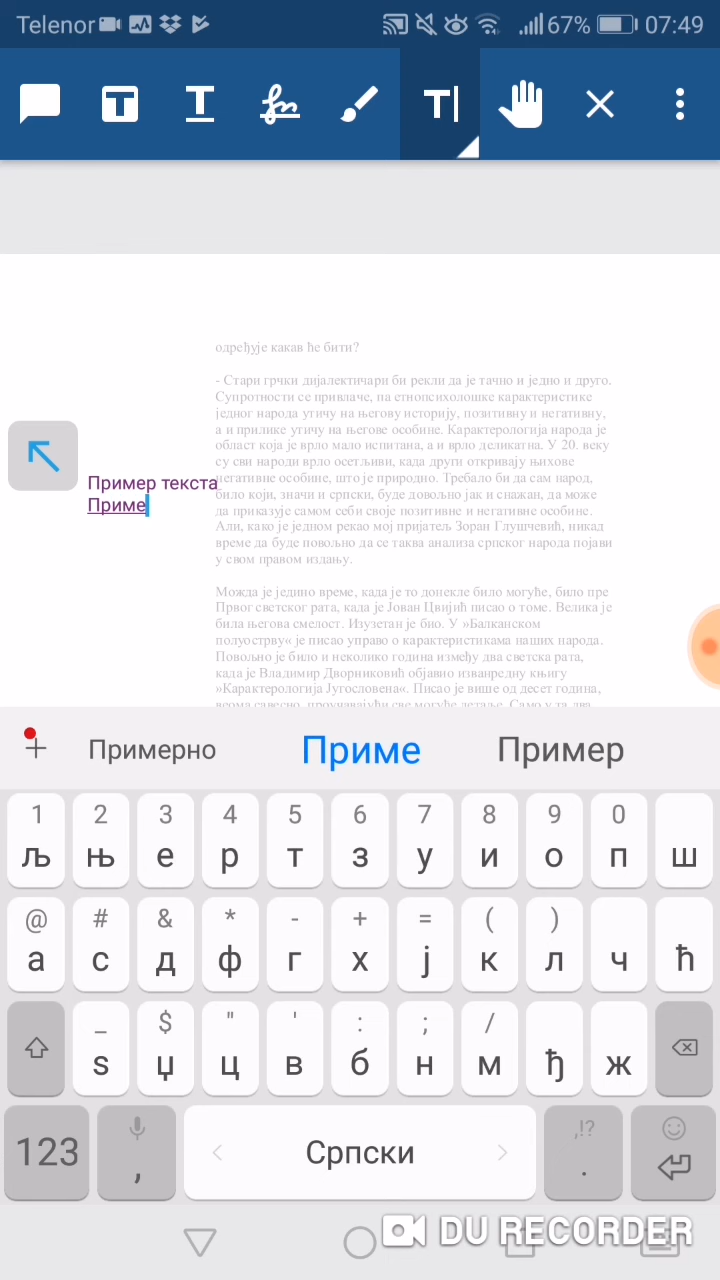 Telenor 67% 07:49
T T T
одређује какав ће бити?
- Стари грчки дијалектичари би рекли да је тачно и једно и друго.
Супротности се привлаче, па етнопсихолошке карактеристике
једног народа утичу на његову историју, позитивну и негативну,
а и прилике утичу на његове особине. Карактерологија народа је
област која је врло мало испитана, а и врло деликатна. У 20. веку
су сви народи врло осетљиви, када други откривају њихове
негативне особине, што је природно. Требало би да сам народ,
Пример текста
било који, значи и српски, буде довољно јак и снажан, да може
Приме
да приказује самом себи своје позитивне и негативне особине.
Али, како је једном рекао мој пријатељ Зоран Глушчевић, никад
време да буде повољно да се таква анализа српског народа појави
у свом правом издању.
Можда је једино време, када је то донекле било могуће, било пре
Првог светског рата, када је Јован Цвијић писао о томе. Велика је
била његова смелост. Изузетан је био. У »Балканском
полуострву« је писао управо о карактеристикама наших народа.
Повољно је било и неколико година између два светска рата,
када је Владимир Дворниковић објавио изванредну књигу
»Карактерологија Југословена«. Писао је више од десет година,
веома савесно, проучавајући све могуће детаље. Само у та два
Примерно Приме Пример
1 2 3 4 5 6 7 8 9 0
љ њ е р т з у и о п ш
@ # & * - + = ( )
а с д ф г х ј к л ч ћ
_ $ " ' : ; /
ѕ џ ц в б н м ђ ж
,!?
123 , Српски .
DU RECORDER